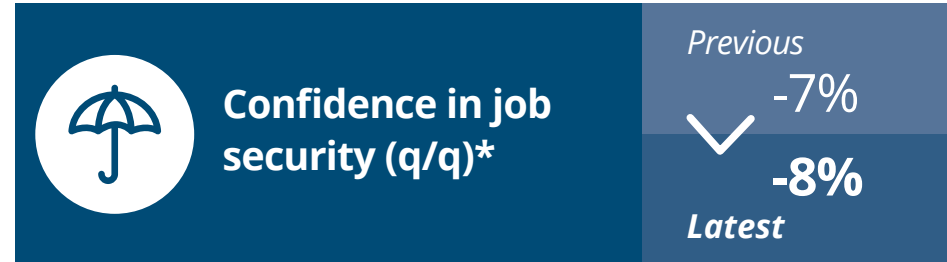 Confidence in job
security (q/q)*
Previous
-7%
-8%
Latest